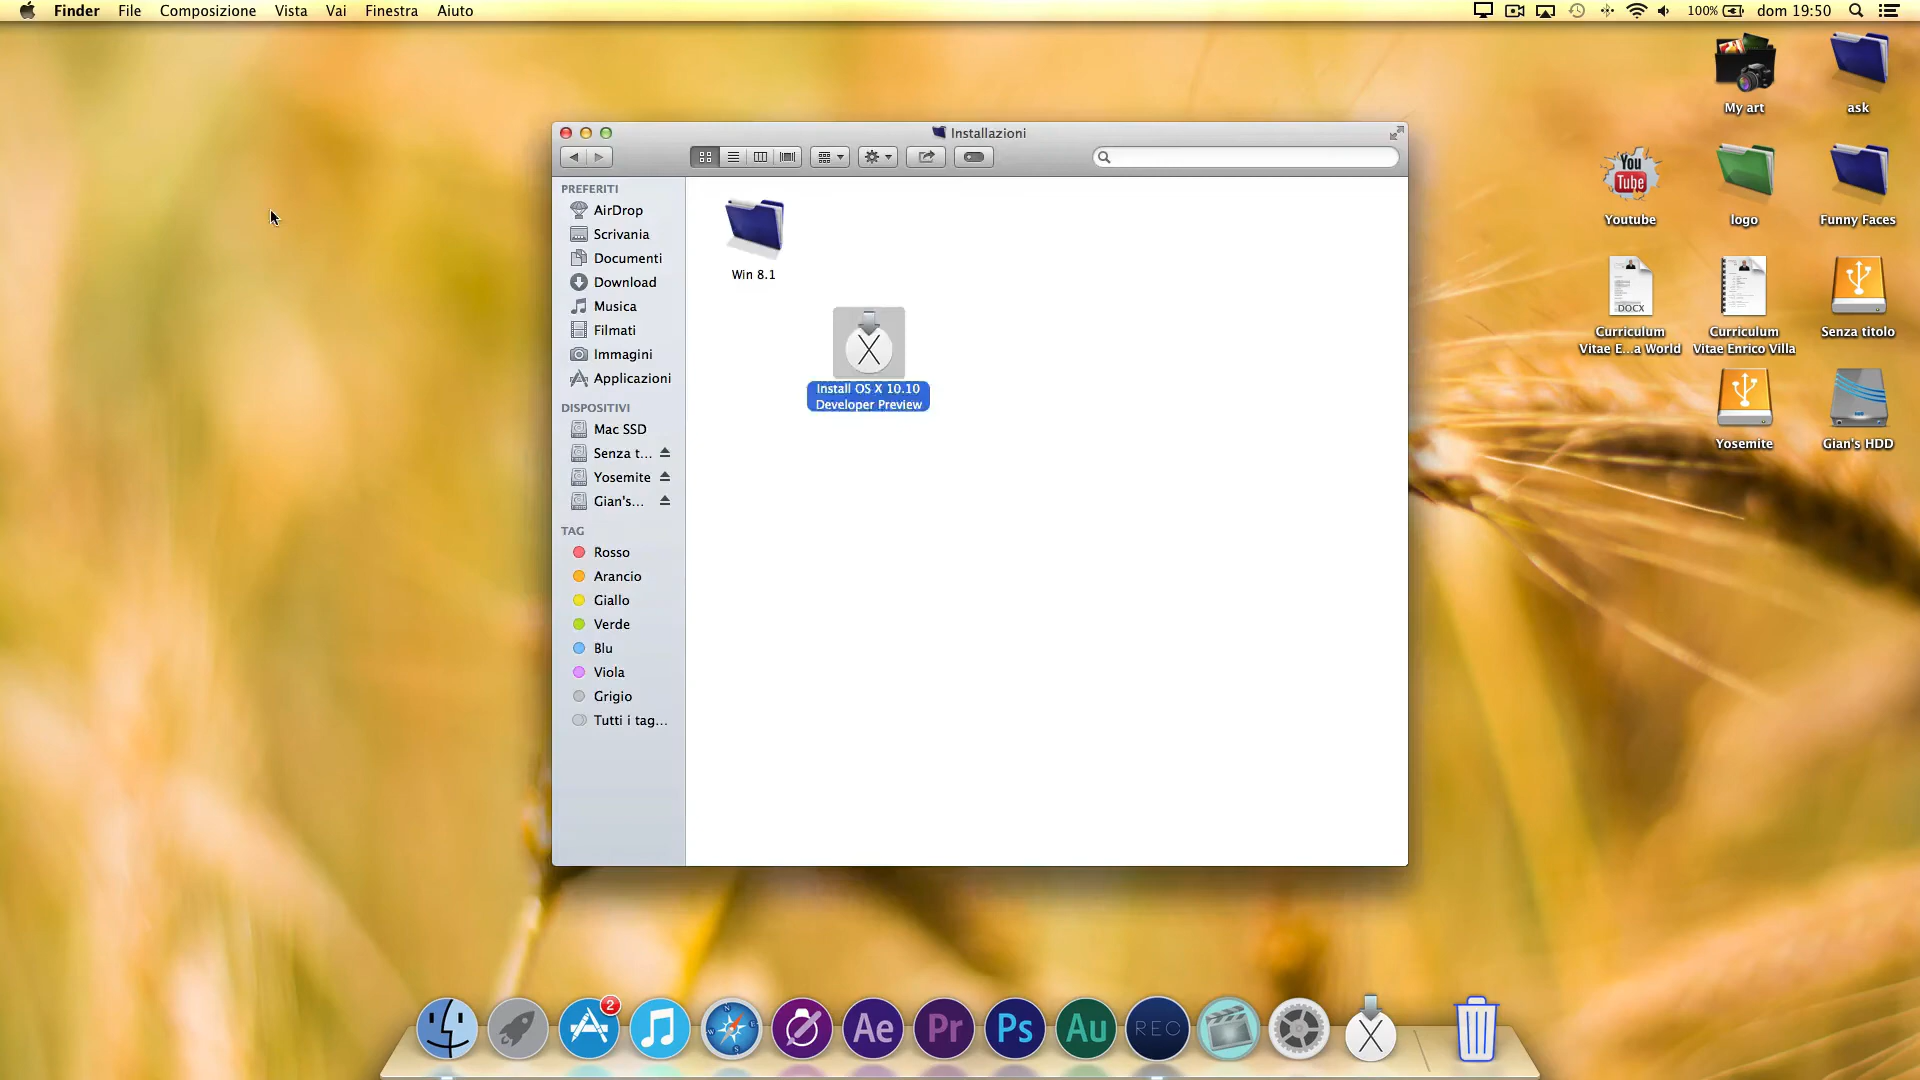 Finder File Composizione Vista Vai Finestra Aiuto
100% dom 19:50
Installazioni
PREFERITI
AirDrop
Scrivania
Documenti
Download
Musica
Filmati
Immagini
Applicazioni
DISPOSITIVI
Mac SSD
Senza t...
Yosemite
Gian's...
TAG
Rosso
Arancio
Giallo
Verde
Blu
Viola
Grigio
Tutti i tag...
Win 8.1
X
Install OS X 10.10
Developer Preview
My art
ask
You
Tube
Youtube
logo
Funny Faces
DOCX
Curriculum
Vitae E...a World
Curriculum
Vitae Enrico Villa
Senza titolo
Yosemite
Gian's HDD
2
N
W
E
S
Ae
Pr
Ps
Au
REC
X